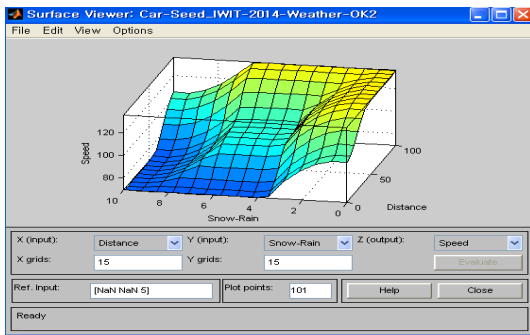 Surface Viewer: Car-Seed_IWIT-2014-Weather-OK2
File Edit View Options
120
100
80
Speed
10
8
6
4
2
0
Snow-Rain
0
50
100
Distance
X (input): Distance Y (input): Snow-Rain Z (output): Speed
X grids: 15 Y grids: 15 Evaluate
Ref. Input: [NaN NaN 5] Plot points: 101 Help Close
Ready